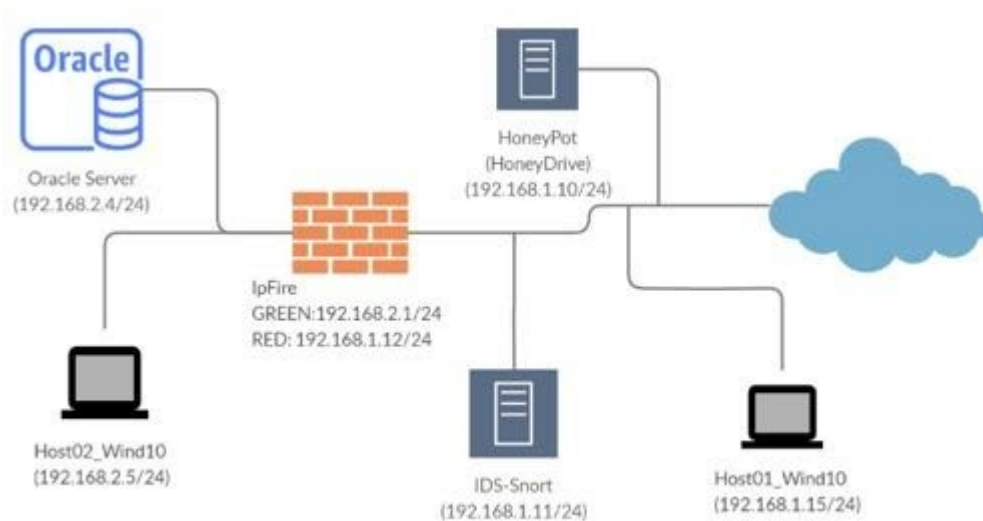 Oracle
Oracle Server
(192.168.2.4/24)
HoneyPot
(HoneyDrive)
(192.168.1.10/24)
IpFire
GREEN:192.168.2.1/24
RED: 192.168.1.12/24
Host02_Wind10
(192.168.2.5/24)
IDS-Snort
(192.168.1.11/24)
Host01_Wind10
(192.168.1.15/24)